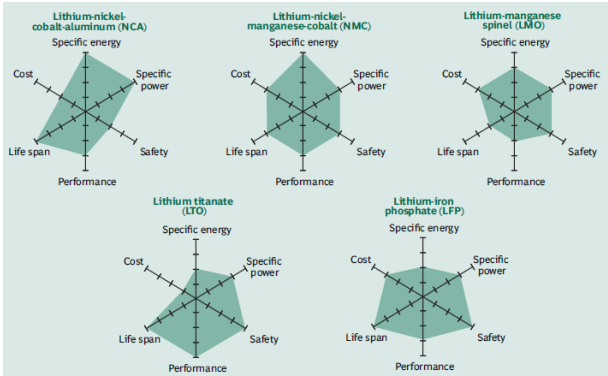 Lithium-nickel-
cobalt-aluminum (NCA)
Specific energy
Cost
Specific
power
Life span
Safety
Performance
Lithium-nickel-
manganese-cobalt (NMC)
Specific energy
Cost
Specific
power
Life span
Safety
Performance
Lithium-manganese
spinel (LMO)
Specific energy
Cost
Specific
power
Life span
Safety
Performance
Lithium titanate
(LTO)
Specific energy
Cost
Specific
power
Life span
Safety
Performance
Lithium-iron
phosphate (LFP)
Specific energy
Cost
Specific
power
Life span
Safety
Performance